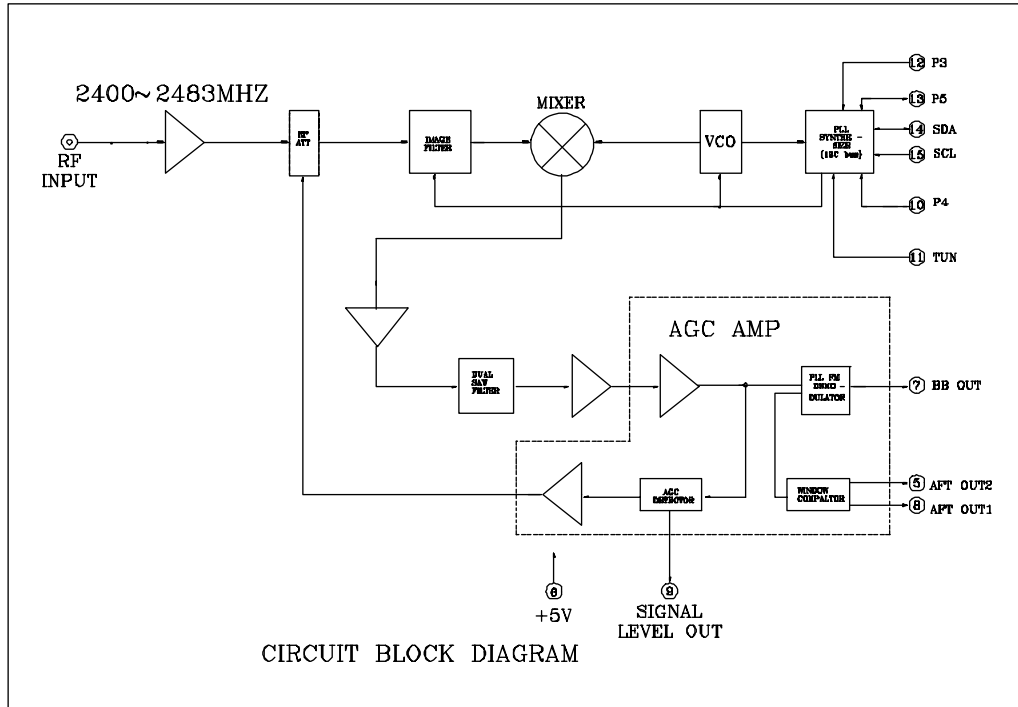 2400~2483MHZ
RF
INPUT
RF
ATT
IMAGE
FILTER
MIXER
VCO
PLL
SYNTHE -
SIZE
(I2C bus)
12 P3
13 P5
14 SDA
15 SCL
10 P4
11 TUN
AGC AMP
DUAL
SAW
FILTER
PLL FM
DEMO -
DULATOR
7 BB OUT
AGC
DETECTOR
WINDOW
COMPALTOR
5 AFT OUT2
8 AFT OUT1
6
+5V
9
SIGNAL
LEVEL OUT
CIRCUIT BLOCK DIAGRAM